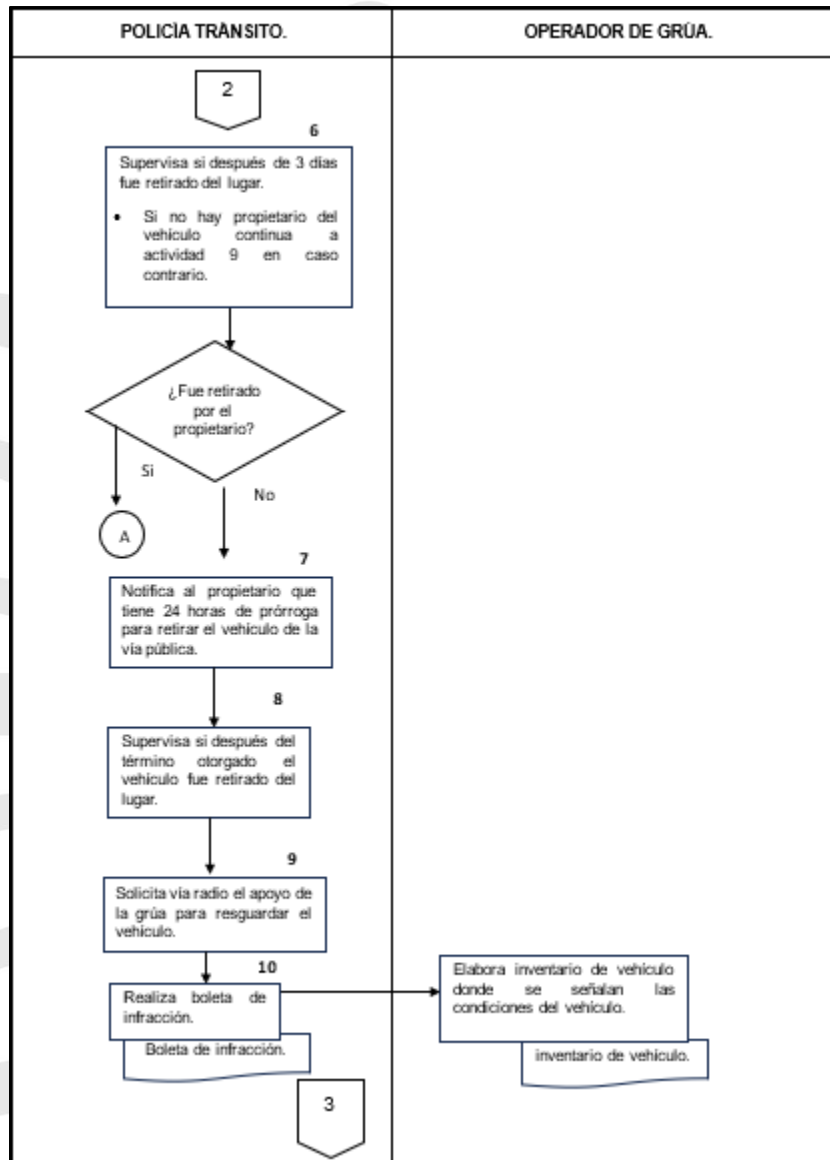 POLICÌA TRÀNSITO.
OPERADOR DE GRÚA.
2
6
Supervisa si después de 3 días
fue retirado del lugar.
• Si no hay propietario del
vehículo continua a
actividad 9 en caso
contrario.
¿Fue retirado
por el
propietario?
Si
No
A
7
Notifica al propietario que
tiene 24 horas de prórroga
para retirar el vehículo de la
vía pública.
8
Supervisa si después del
término otorgado el
vehículo fue retirado del
lugar.
9
Solicita vía radio el apoyo de
la grúa para resguardar el
vehículo.
10
Realiza boleta de
infracción.
Boleta de infracción.
Elabora inventario de vehículo
donde se señalan las
condiciones del vehículo.
inventario de vehículo.
3